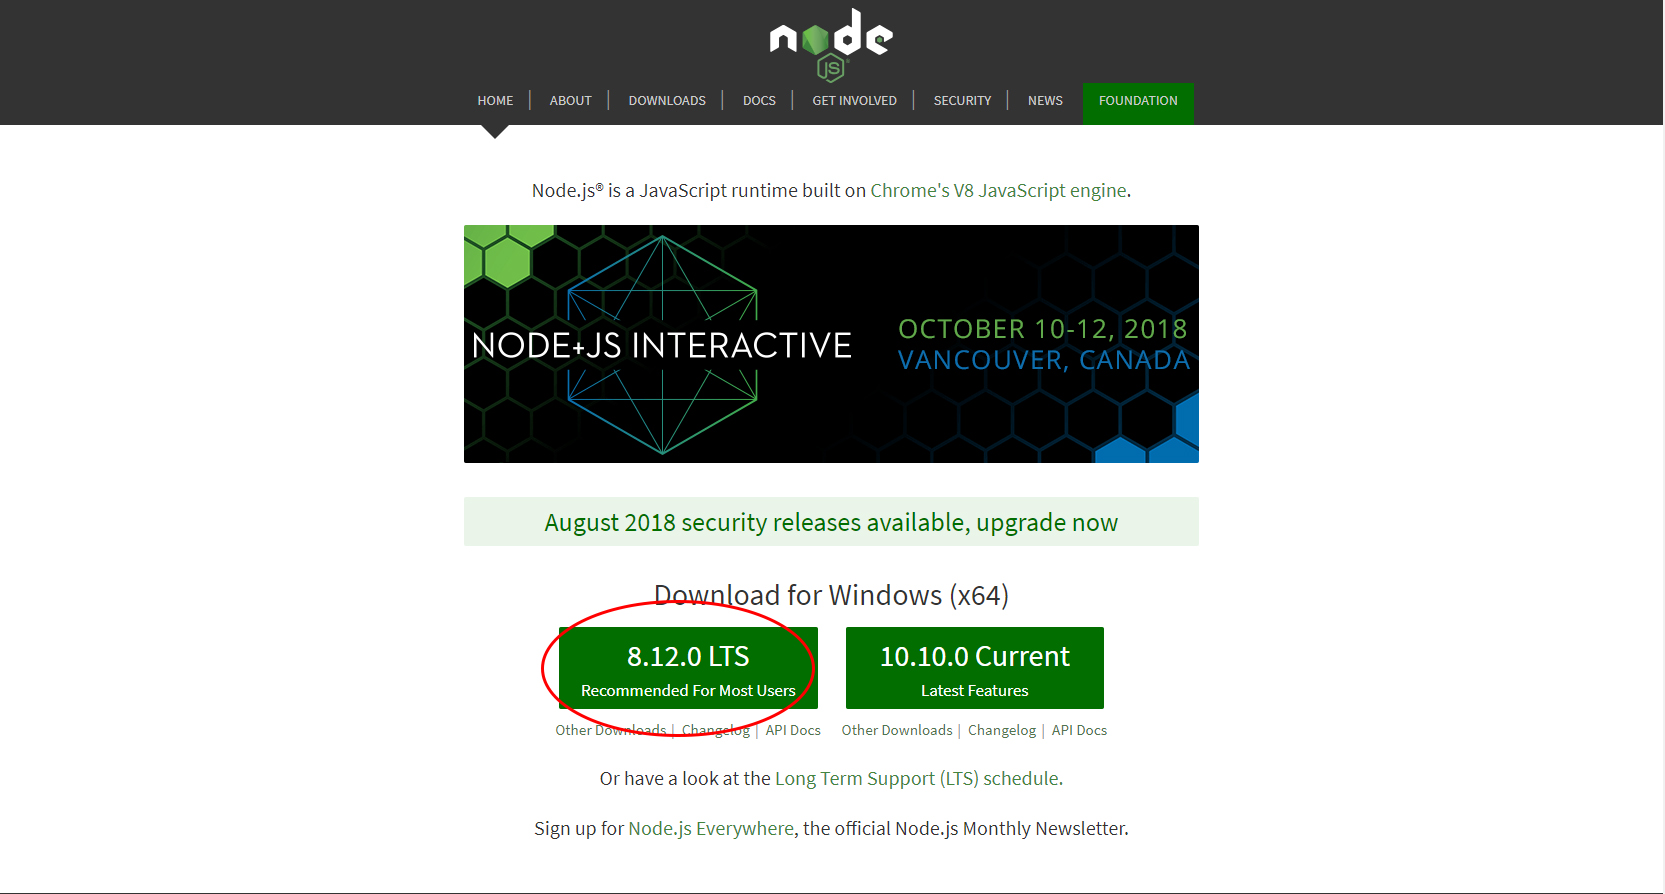 node
JS
HOME | ABOUT | DOWNLOADS | DOCS | GET INVOLVED | SECURITY | NEWS FOUNDATION
Node.js® is a JavaScript runtime built on Chrome's V8 JavaScript engine.
NODE+JS INTERACTIVE
OCTOBER 10-12, 2018
VANCOUVER, CANADA
August 2018 security releases available, upgrade now
Download for Windows (x64)
8.12.0 LTS
Recommended For Most Users
10.10.0 Current
Latest Features
Other Downloads | Changelog | API Docs
Other Downloads | Changelog | API Docs
Or have a look at the Long Term Support (LTS) schedule.
Sign up for Node.js Everywhere, the official Node.js Monthly Newsletter.